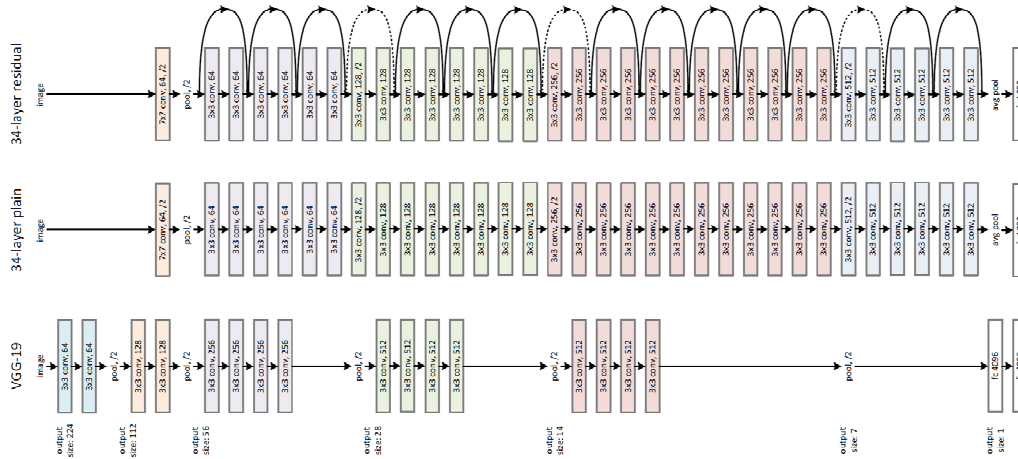 34-layer residual
image
7x7 conv, 64, /2
pool, /2
3x3 conv, 64
3x3 conv, 64
3x3 conv, 64
3x3 conv, 64
3x3 conv, 64
3x3 conv, 64
3x3 conv, 128, /2
3x3 conv, 128
3x3 conv, 128
3x3 conv, 128
3x3 conv, 128
3x3 conv, 128
3x3 conv, 128
3x3 conv, 128
3x3 conv, 256, /2
3x3 conv, 256
3x3 conv, 256
3x3 conv, 256
3x3 conv, 256
3x3 conv, 256
3x3 conv, 256
3x3 conv, 256
3x3 conv, 256
3x3 conv, 256
3x3 conv, 256
3x3 conv, 256
3x3 conv, 512, /2
3x3 conv, 512
3x3 conv, 512
3x3 conv, 512
3x3 conv, 512
3x3 conv, 512
avg pool
34-layer plain
image
7x7 conv, 64, /2
pool, /2
3x3 conv, 64
3x3 conv, 64
3x3 conv, 64
3x3 conv, 64
3x3 conv, 64
3x3 conv, 64
3x3 conv, 128, /2
3x3 conv, 128
3x3 conv, 128
3x3 conv, 128
3x3 conv, 128
3x3 conv, 128
3x3 conv, 128
3x3 conv, 128
3x3 conv, 256, /2
3x3 conv, 256
3x3 conv, 256
3x3 conv, 256
3x3 conv, 256
3x3 conv, 256
3x3 conv, 256
3x3 conv, 256
3x3 conv, 256
3x3 conv, 256
3x3 conv, 256
3x3 conv, 256
3x3 conv, 512, /2
3x3 conv, 512
3x3 conv, 512
3x3 conv, 512
3x3 conv, 512
3x3 conv, 512
avg pool
VGG-19
image
3x3 conv, 64
3x3 conv, 64
pool, /2
3x3 conv, 128
3x3 conv, 128
pool, /2
3x3 conv, 256
3x3 conv, 256
3x3 conv, 256
3x3 conv, 256
pool, /2
3x3 conv, 512
3x3 conv, 512
3x3 conv, 512
3x3 conv, 512
pool, /2
3x3 conv, 512
3x3 conv, 512
3x3 conv, 512
3x3 conv, 512
pool, /2
fc 4096
output
size: 224
output
size: 112
output
size: 56
output
size: 28
output
size: 14
output
size: 7
output
size: 1